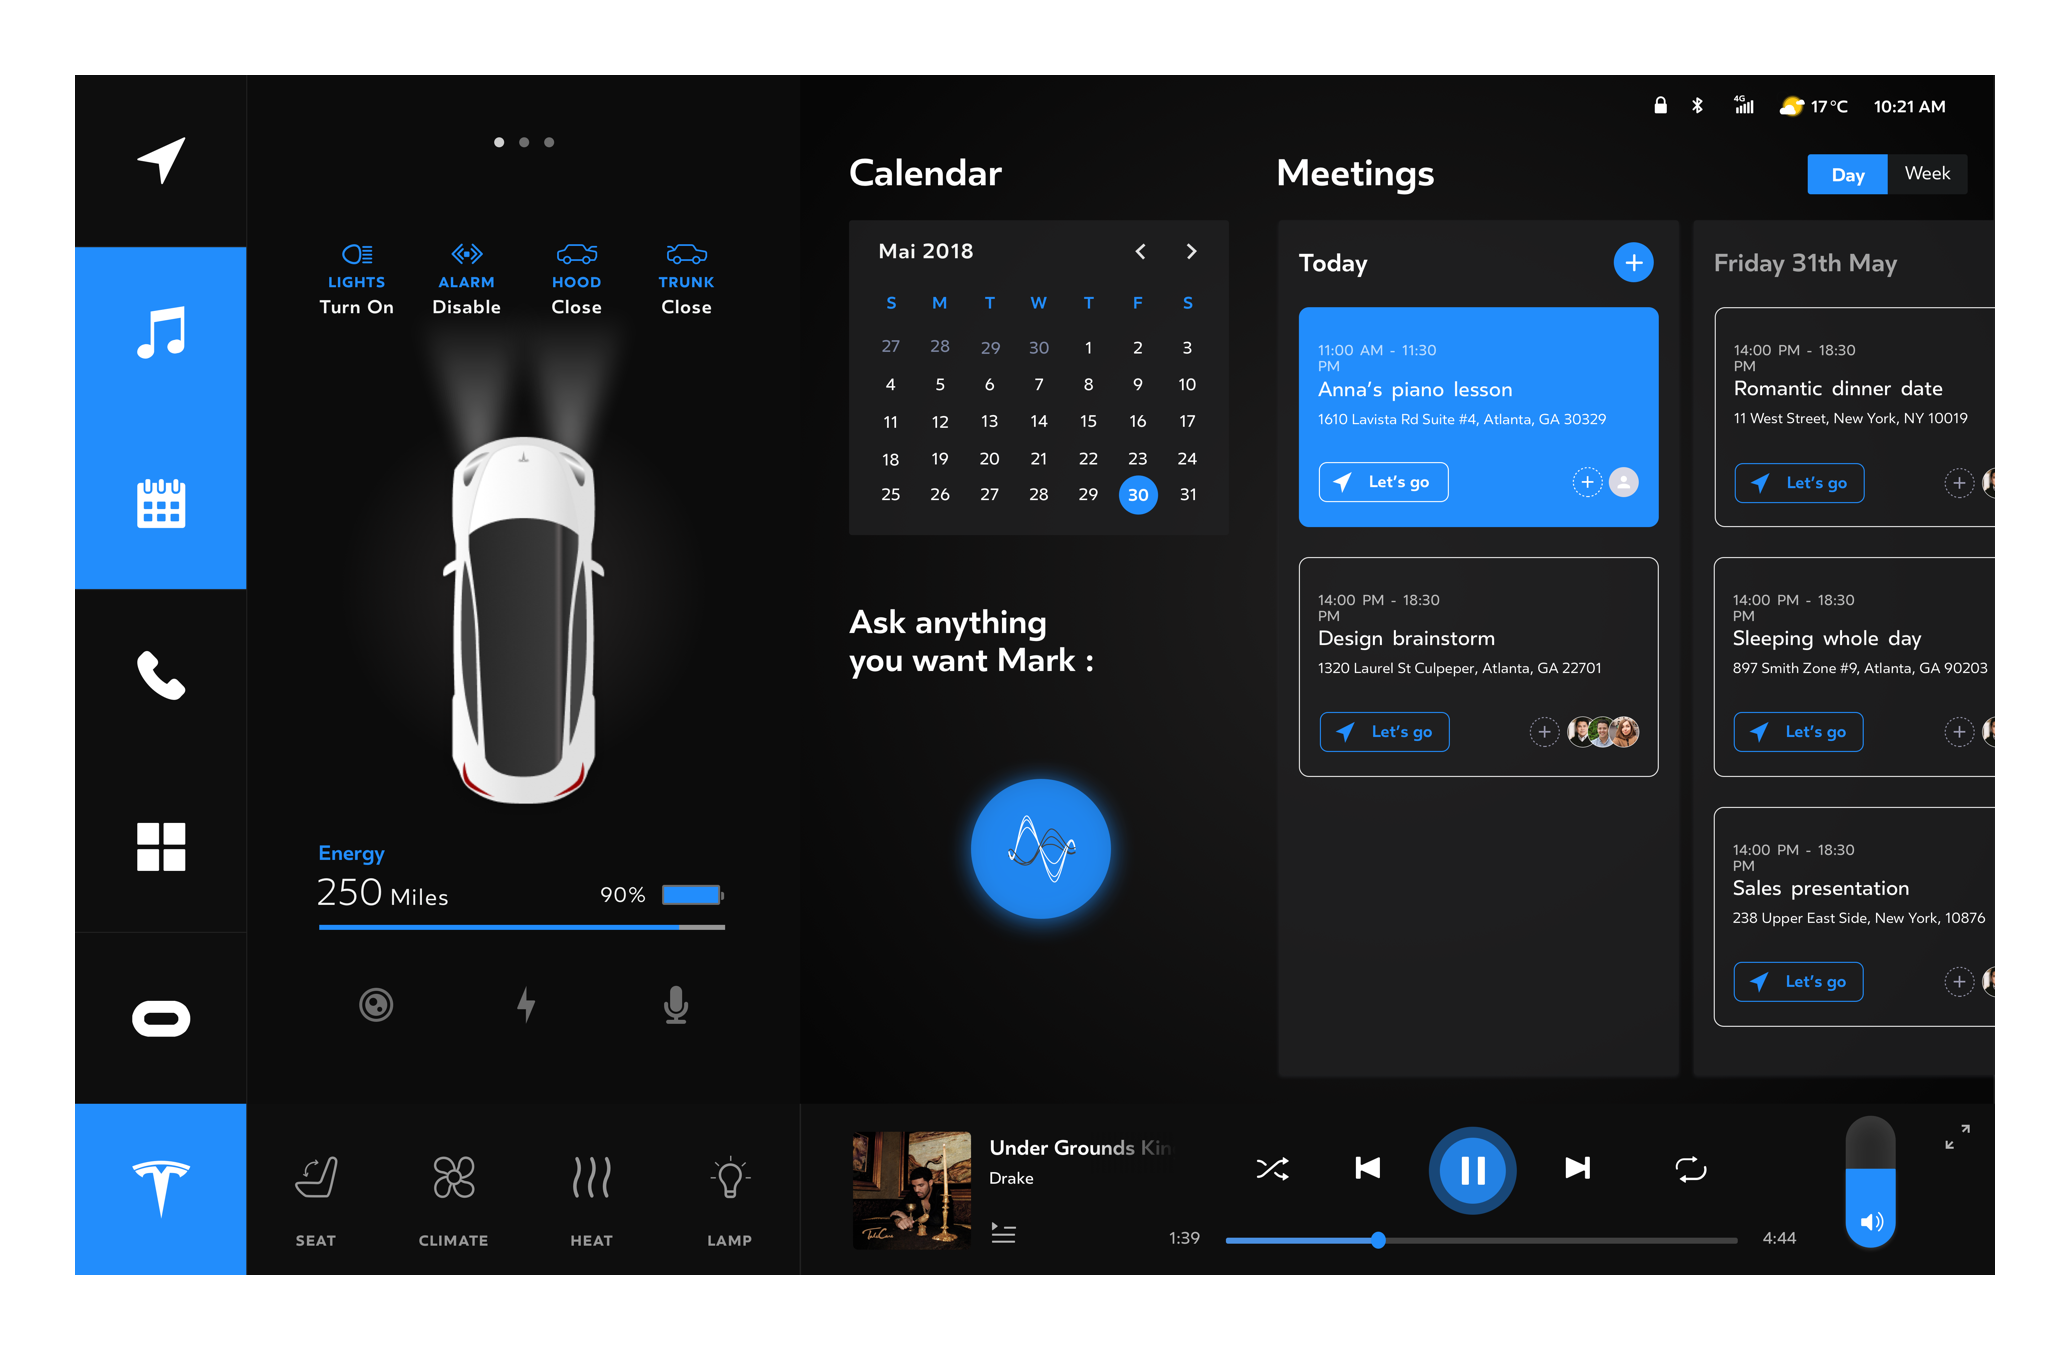 4G
17°C
10:21 AM
LIGHTS
Turn On
ALARM
Disable
HOOD
Close
TRUNK
Close
Energy
250 Miles
90%
SEAT
CLIMATE
HEAT
LAMP
Calendar
Mai 2018
S M T W T F S
27 28 29 30 1 2 3
4 5 6 7 8 9 10
11 12 13 14 15 16 17
18 19 20 21 22 23 24
25 26 27 28 29 30 31
Ask anything
you want Mark :
Meetings
Day
Week
Today
11:00 AM - 11:30
PM
Anna's piano lesson
1610 Lavista Rd Suite #4, Atlanta, GA 30329
Let's go
14:00 PM - 18:30
PM
Design brainstorm
1320 Laurel St Culpeper, Atlanta, GA 22701
Let's go
Friday 31th May
14:00 PM - 18:30
PM
Romantic dinner date
11 West Street, New York, NY 10019
Let's go
14:00 PM - 18:30
PM
Sleeping whole day
897 Smith Zone #9, Atlanta, GA 90203
Let's go
14:00 PM - 18:30
PM
Sales presentation
238 Upper East Side, New York, 10876
Let's go
Under Grounds Kin
Drake
1:39
4:44